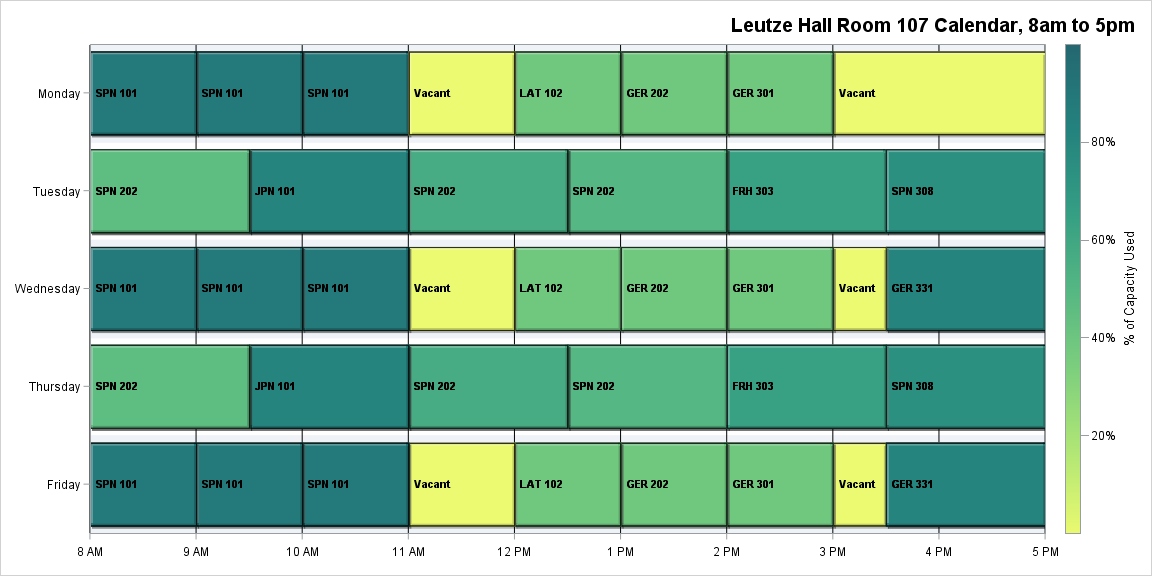 Leutze Hall Room 107 Calendar, 8am to 5pm
Monday
SPN 101
SPN 101
SPN 101
Vacant
LAT 102
GER 202
GER 301
Vacant
Tuesday
SPN 202
JPN 101
SPN 202
SPN 202
FRH 303
SPN 308
Wednesday
SPN 101
SPN 101
SPN 101
Vacant
LAT 102
GER 202
GER 301
Vacant
GER 331
Thursday
SPN 202
JPN 101
SPN 202
SPN 202
FRH 303
SPN 308
Friday
SPN 101
SPN 101
SPN 101
Vacant
LAT 102
GER 202
GER 301
Vacant
GER 331
8 AM
9 AM
10 AM
11 AM
12 PM
1 PM
2 PM
3 PM
4 PM
5 PM
80%
60%
40%
20%
% of Capacity Used